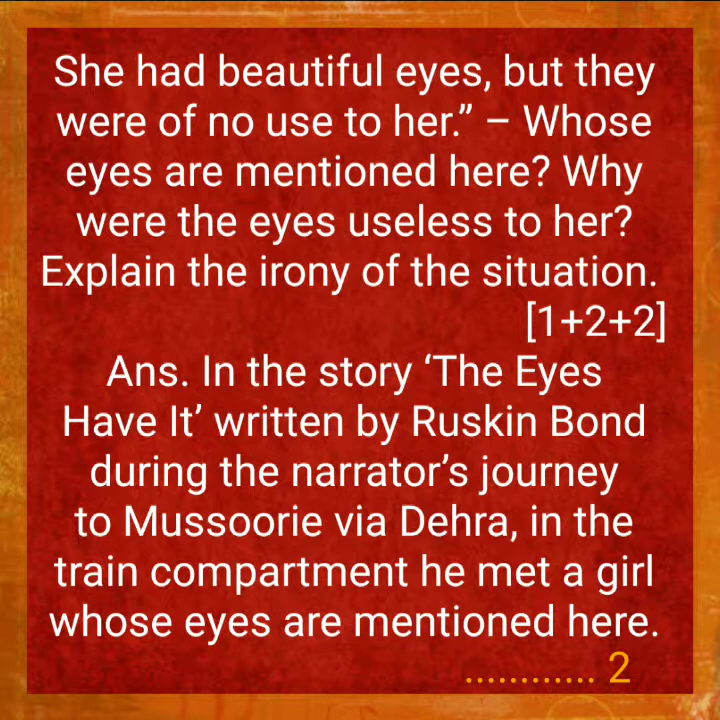 She had beautiful eyes, but they
were of no use to her.” – Whose
eyes are mentioned here? Why
were the eyes useless to her?
Explain the irony of the situation.
[1+2+2]
Ans. In the story ‘The Eyes
Have It’ written by Ruskin Bond
during the narrator’s journey
to Mussoorie via Dehra, in the
train compartment he met a girl
whose eyes are mentioned here.
............ 2